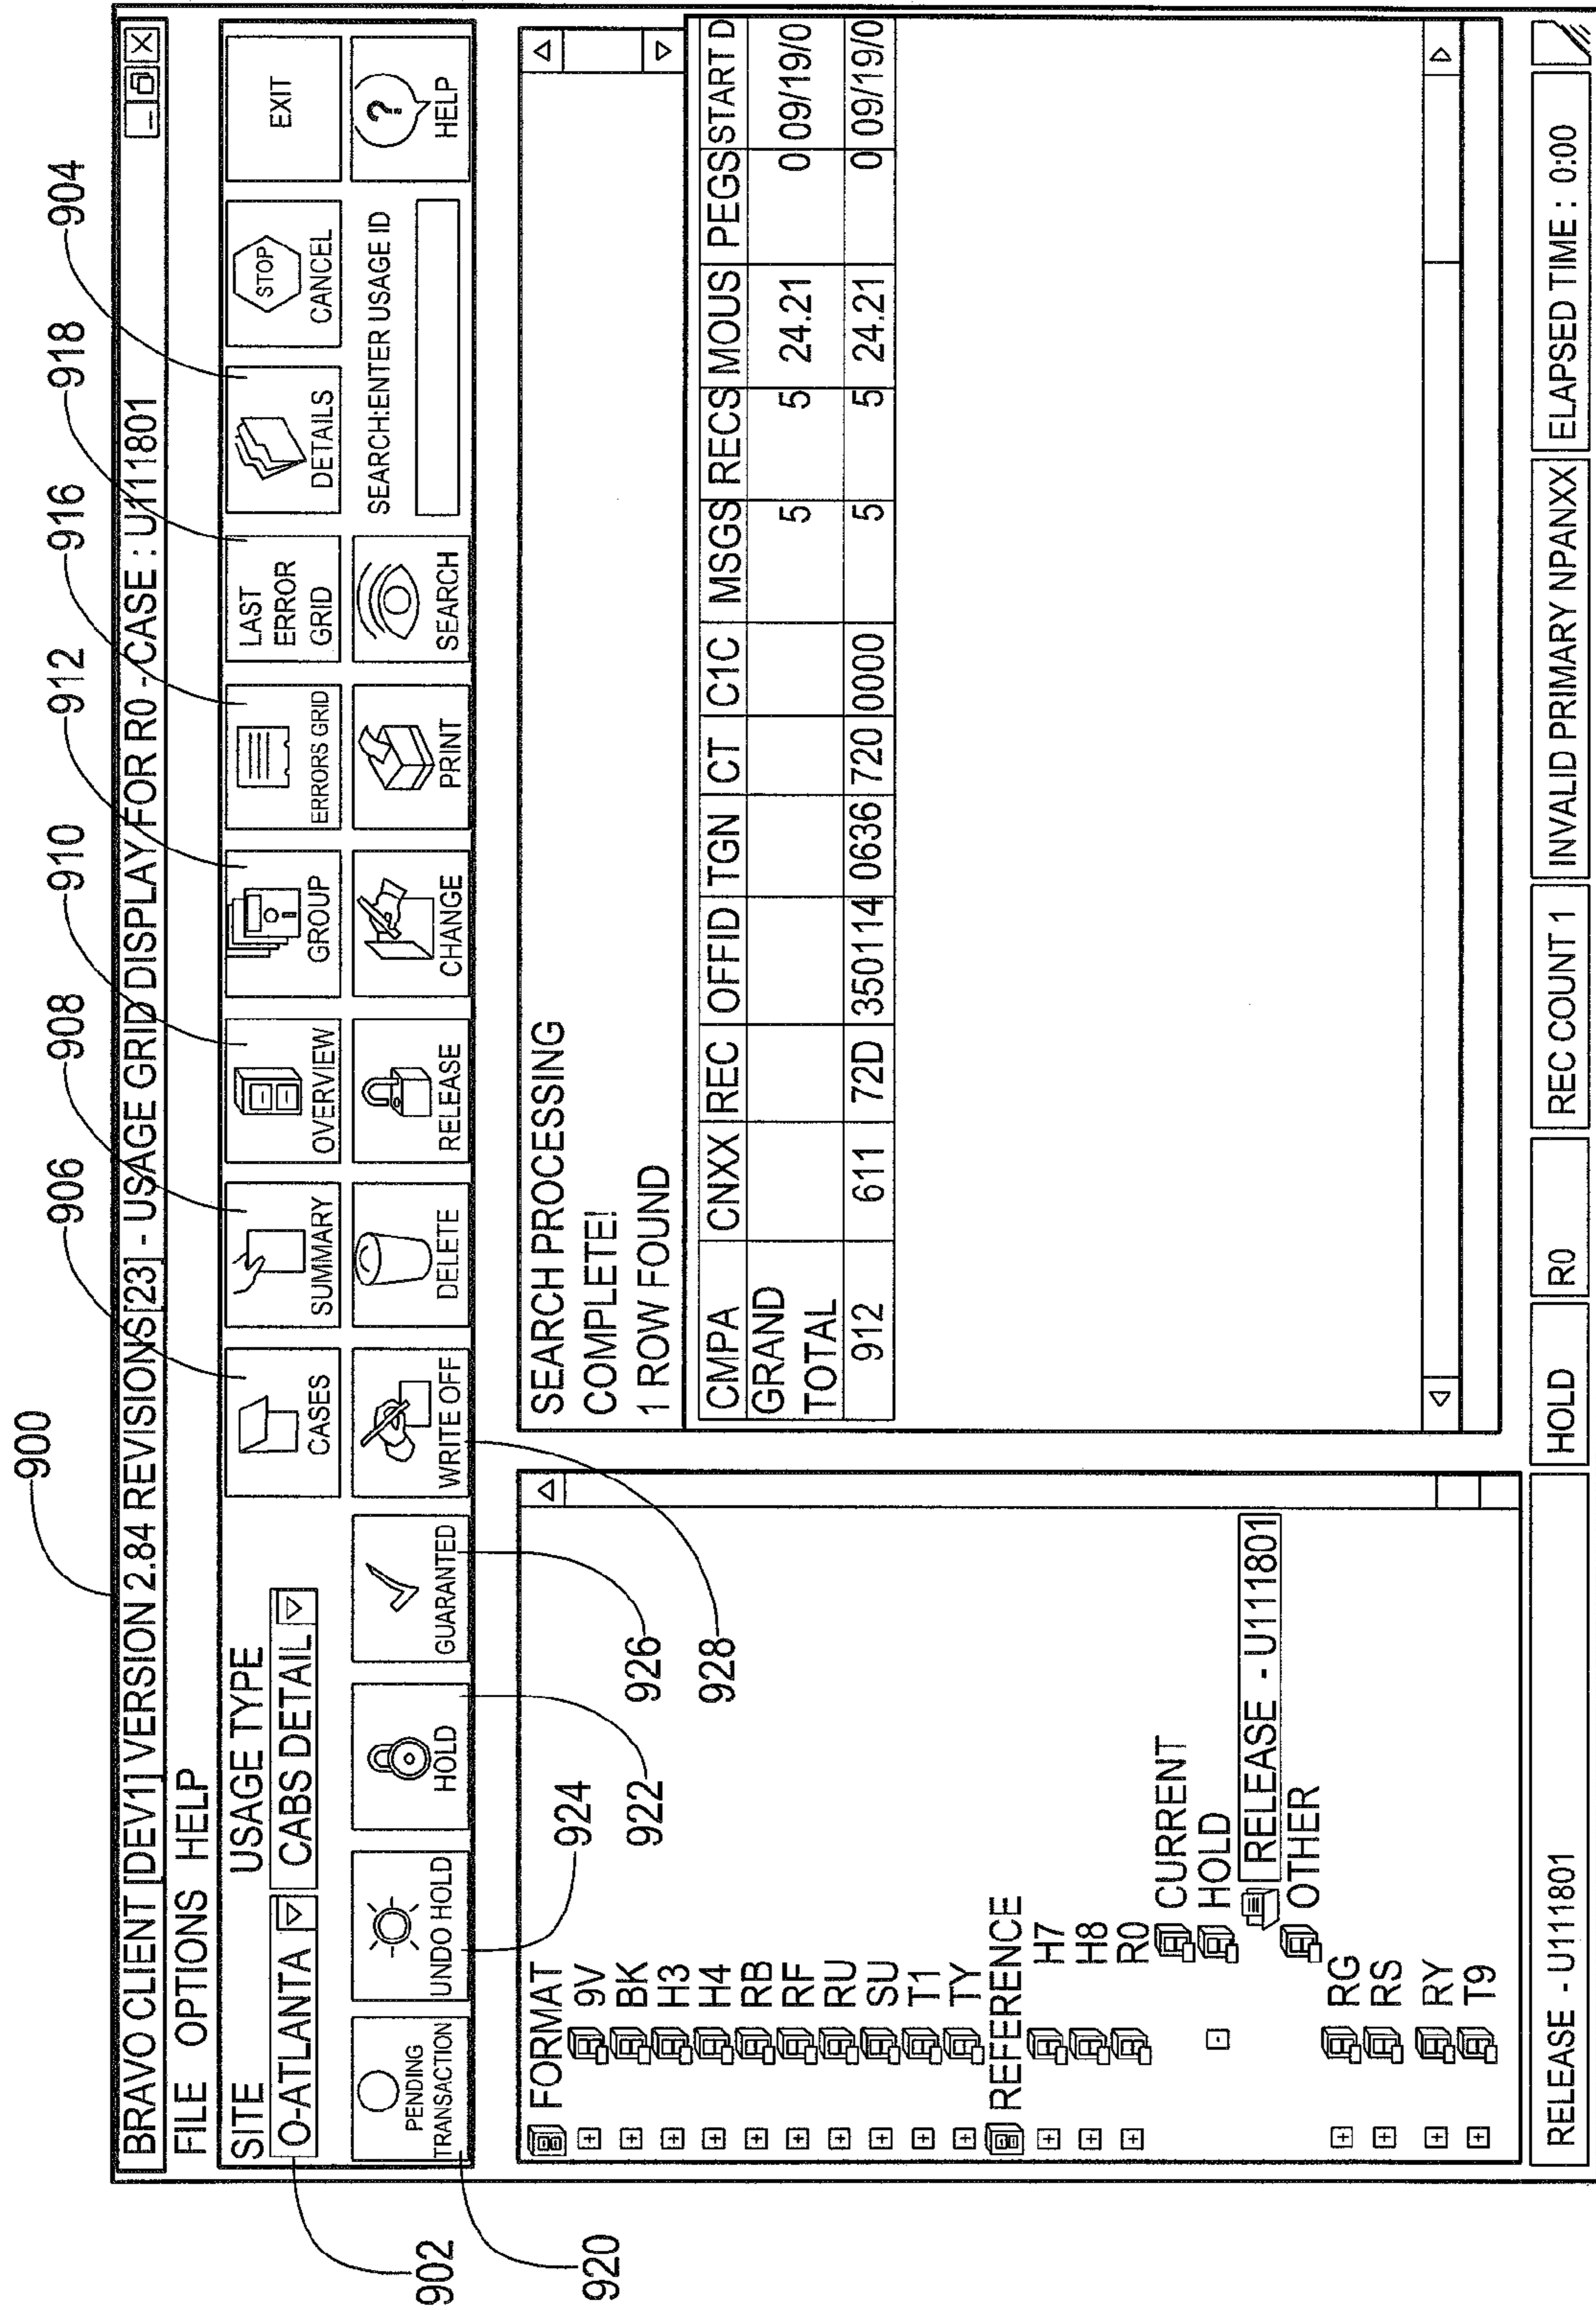 900
906
908
910
912
916
918
904
BRAVO CLIENT [DEV1] VERSION 2.84 REVISIONS[23] - USAGE GRID DISPLAY FOR R0 - CASE : U111801
FILE OPTIONS HELP
SITE USAGE TYPE
O-ATLANTA CABS DETAIL
CASES
SUMMARY
OVERVIEW
GROUP
ERRORS GRID
LAST ERROR GRID
DETAILS
STOP
CANCEL
EXIT
PENDING TRANSACTION
UNDO HOLD
HOLD
GUARANTED
WRITE OFF
DELETE
RELEASE
CHANGE
PRINT
SEARCH
SEARCH:ENTER USAGE ID
?
HELP
902
920
924
922
926
928
FORMAT
9V
BK
H3
H4
RB
RF
RU
SU
T1
TY
REFERENCE
H7
H8
R0
CURRENT
HOLD
RELEASE - U111801
OTHER
RG
RS
RY
T9
SEARCH PROCESSING
COMPLETE!
1 ROW FOUND
CMPA CNXX REC OFFID TGN CT C1C MSGS RECS MOUS PEGS START D
GRAND TOTAL 5 5 24.21 0 09/19/0
912 611 72D 350114 0636 720 0000 5 5 24.21 0 09/19/0
RELEASE - U111801 HOLD R0 REC COUNT 1 INVALID PRIMARY NPANXX ELAPSED TIME : 0:00